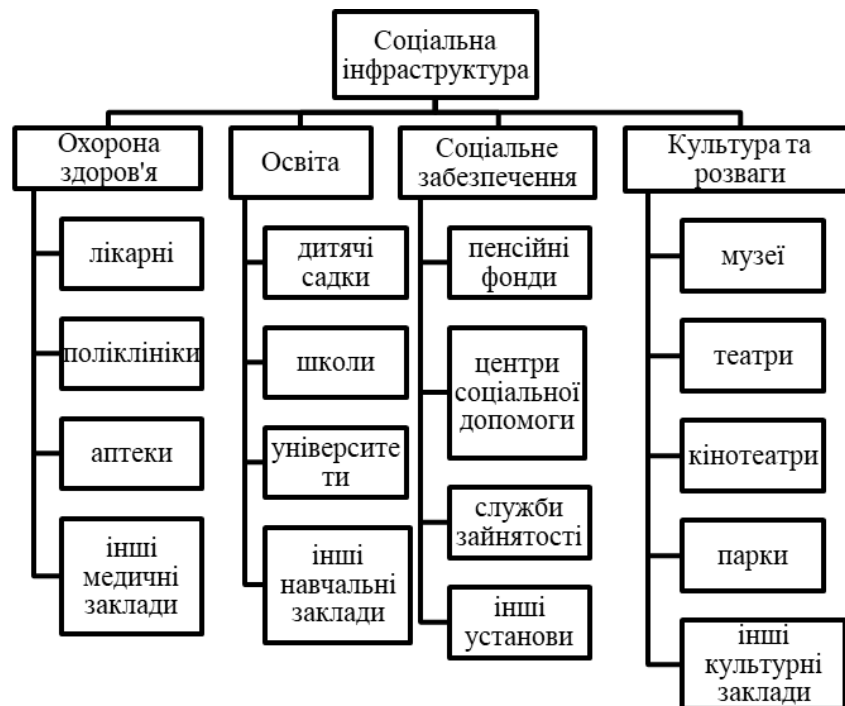 Соціальна
інфраструктура
Охорона
здоров'я
лікарні
поліклініки
аптеки
інші
медичні
заклади
Освіта
дитячі
садки
школи
університе
ти
інші
навчальні
заклади
Соціальне
забезпечення
пенсійні
фонди
центри
соціальної
допомоги
служби
зайнятості
інші
установи
Культура та
розваги
музеї
театри
кінотеатри
парки
інші
культурні
заклади